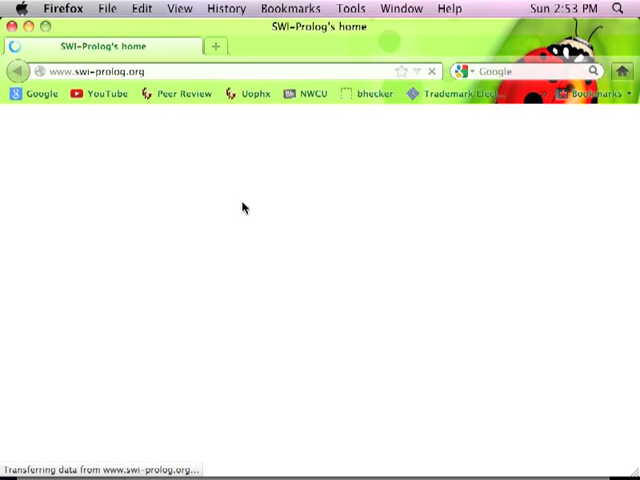 Firefox File Edit View History Bookmarks Tools Window Help Sun 2:53 PM
SWI-Prolog's home
SWI-Prolog's home +
www.swi-prolog.org Google
Google YouTube Peer Review Uophx NWCU bhecker Trademark Elect... » Bookmarks
Transferring data from www.swi-prolog.org...